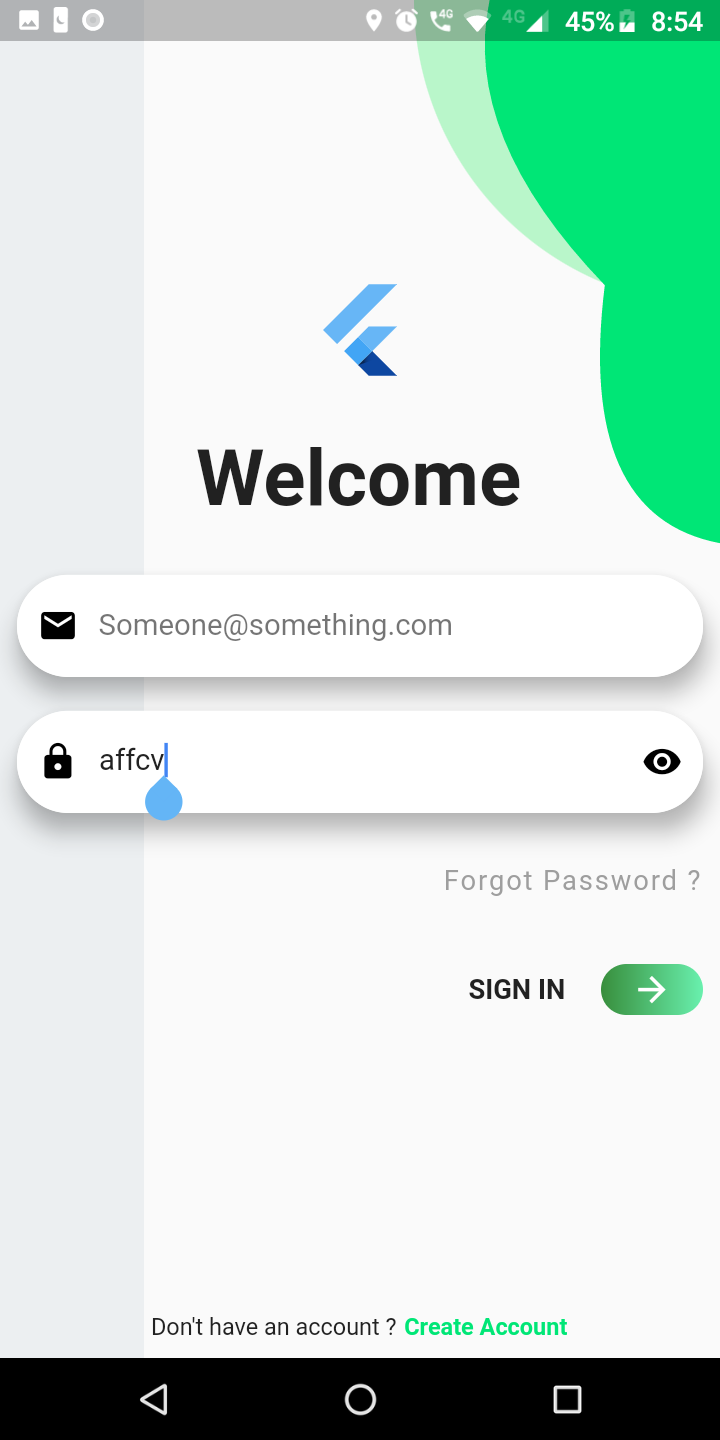 4G 4G 45% 8:54
Welcome
Someone@something.com
affcv
Forgot Password ?
SIGN IN
Don't have an account ? Create Account